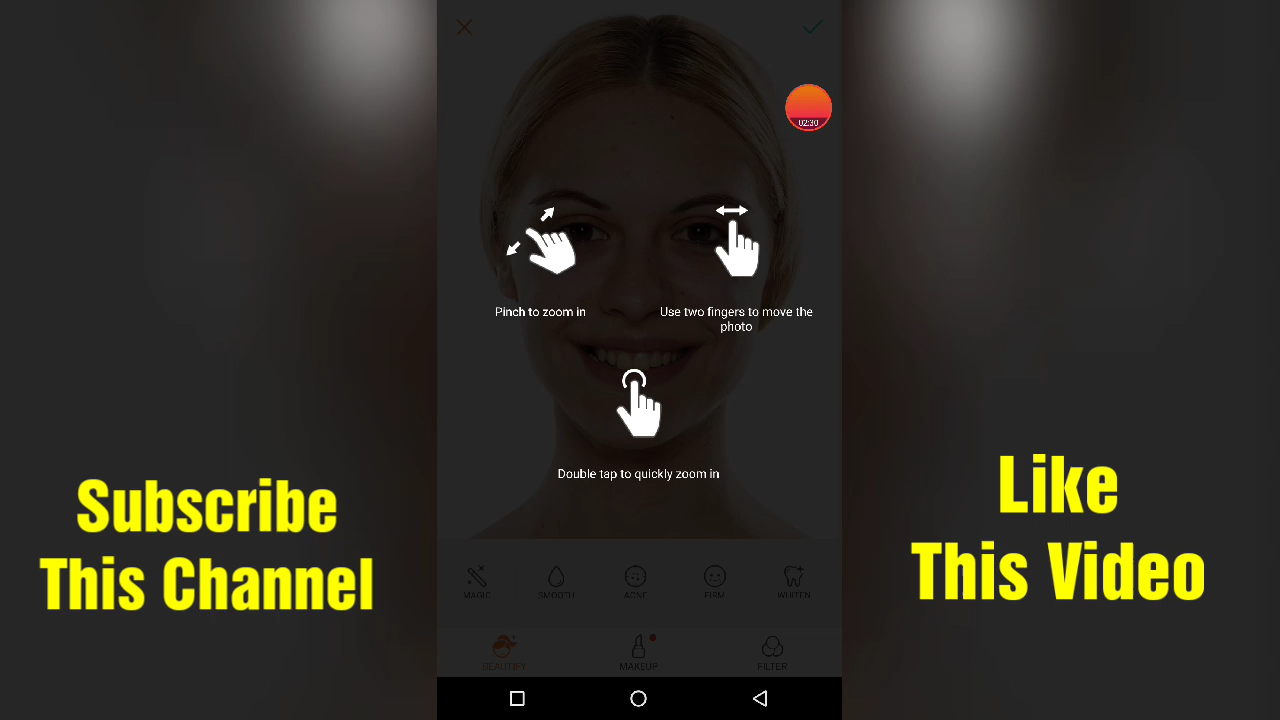 02:30
Pinch to zoom in
Use two fingers to move the
photo
Double tap to quickly zoom in
Subscribe
This Channel
Like
This Video
MAGIC
SMOOTH
ACNE
FIRM
WHITEN
BEAUTIFY
MAKEUP
FILTER